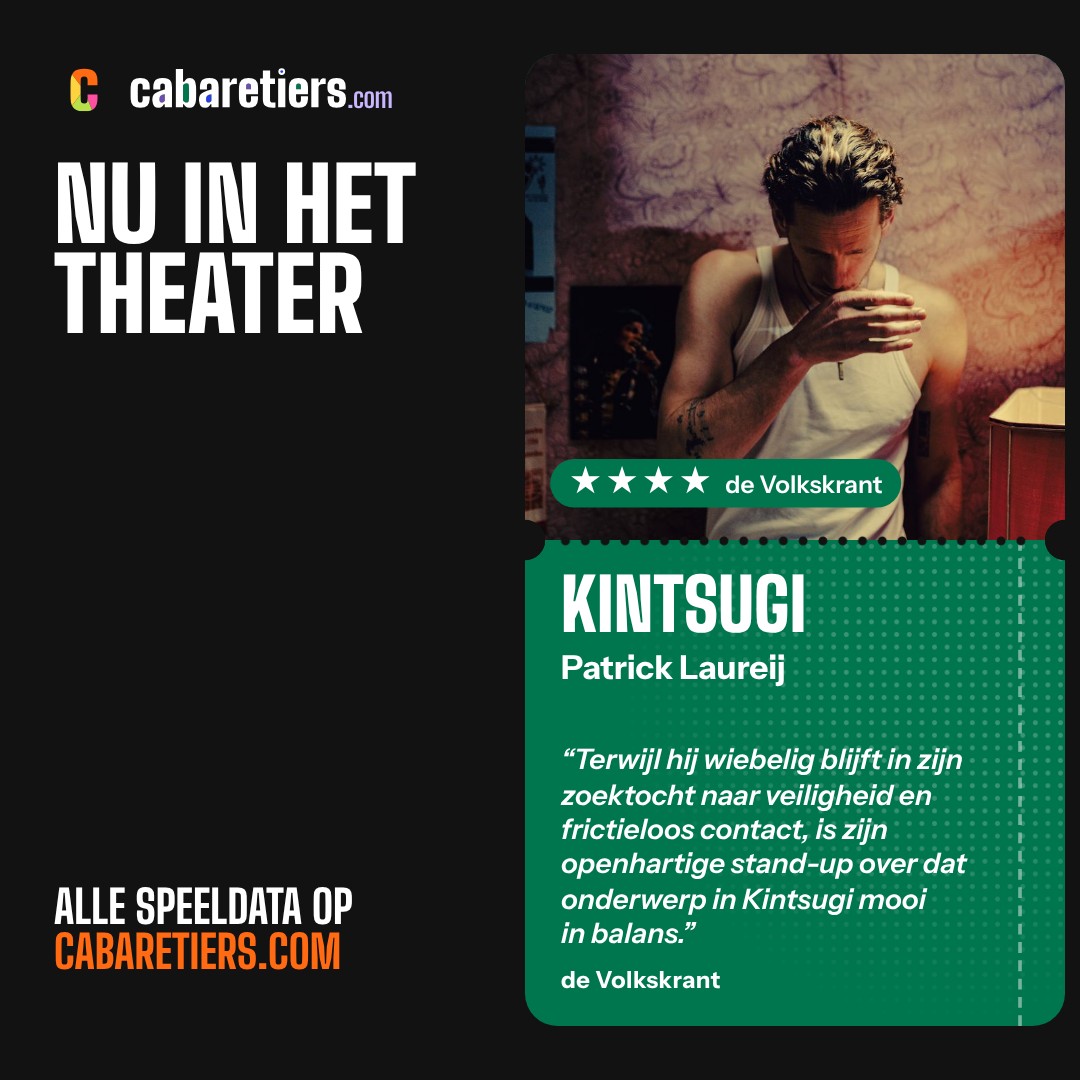 cabaretiers.com
NU IN HET
THEATER
★★★★ de Volkskrant
KINTSUGI
Patrick Laureij
“Terwijl hij wiebelig blijft in zijn
zoektocht naar veiligheid en
frictieloos contact, is zijn
openhartige stand-up over dat
onderwerp in Kintsugi mooi
in balans.”
de Volkskrant
ALLE SPEELDATA OP
CABARETIERS.COM